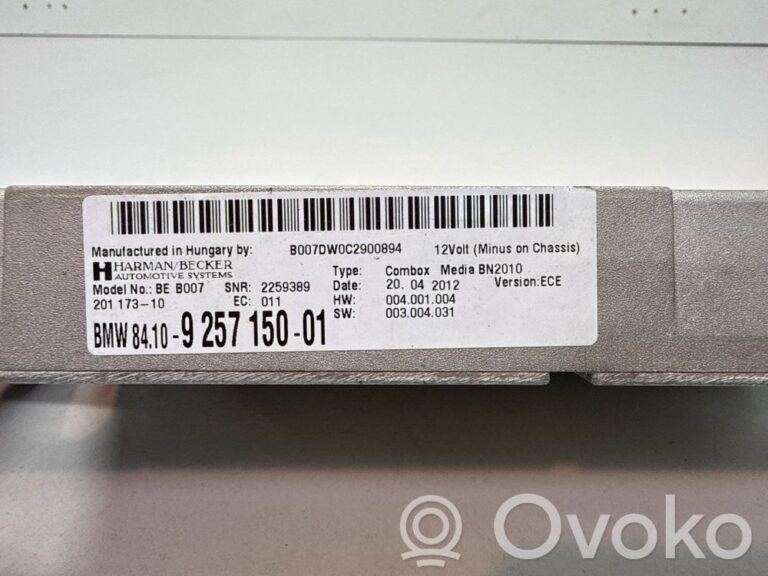 Manufactured in Hungary by: B007DW0C2900894 12Volt (Minus on Chassis)
HARMAN/BECKER
AUTOMOTIVE SYSTEMS
Type: Combox Media BN2010
Model No.: BE B007 SNR: 2259389 Date: 20. 04 2012 Version:ECE
201 173-10 EC: 011 HW: 004.001.004
SW: 003.004.031
BMW 84.10-9 257 150-01
Ovoko